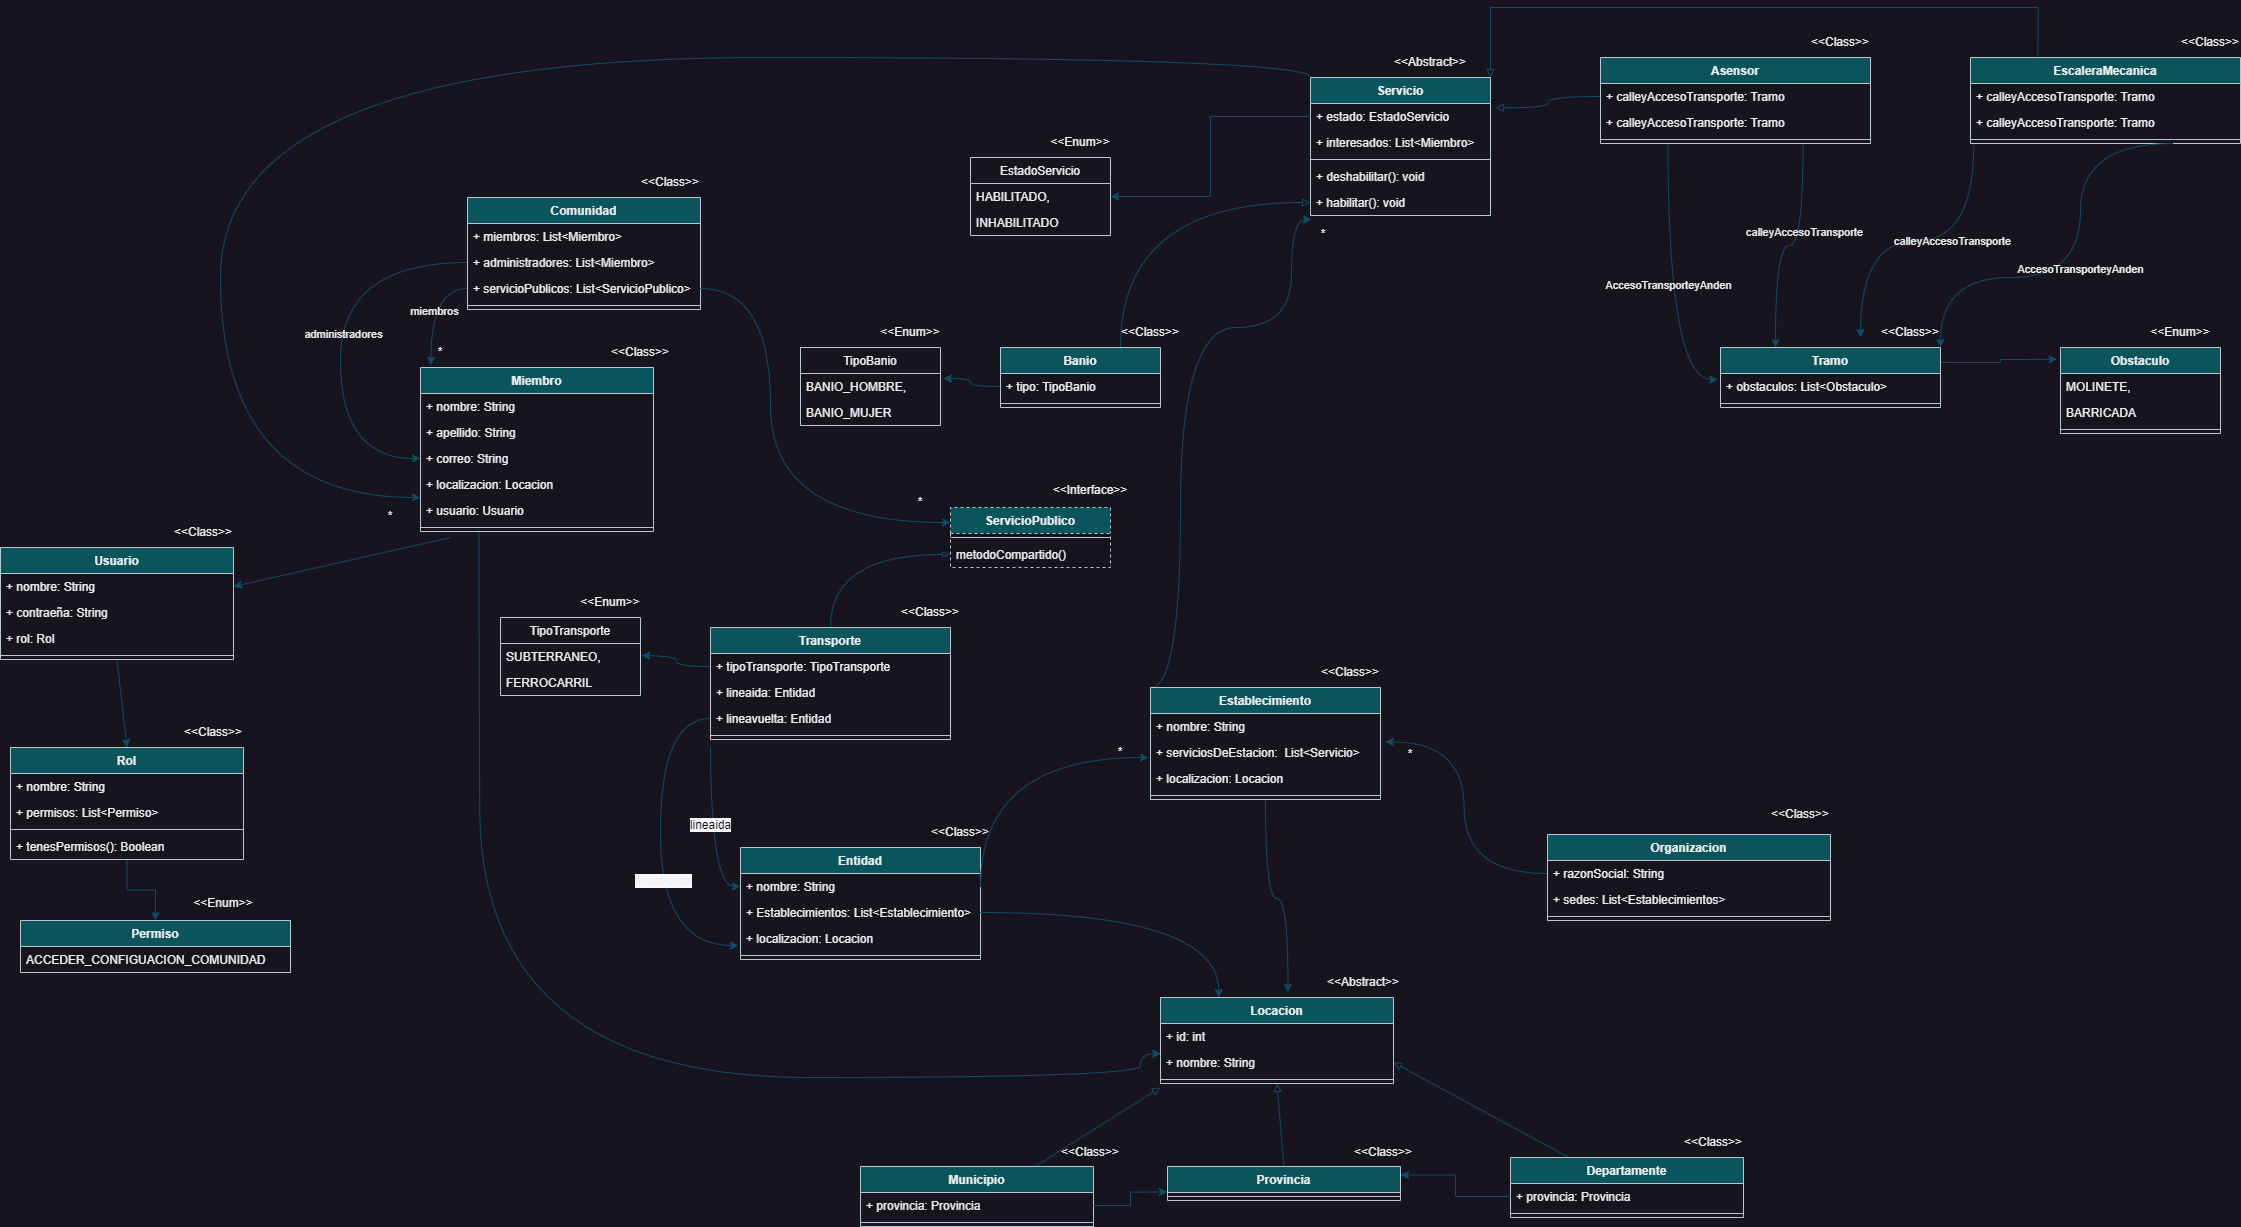 <<Class>>
Asensor
+ calleyAccesoTransporte: Tramo
+ calleyAccesoTransporte: Tramo
<<Class>>
EscaleraMecanica
+ calleyAccesoTransporte: Tramo
+ calleyAccesoTransporte: Tramo
<<Abstract>>
Servicio
+ estado: EstadoServicio
+ interesados: List<Miembro>
+ deshabilitar(): void
+ habilitar(): void
*
<<Enum>>
EstadoServicio
HABILITADO,
INHABILITADO
<<Class>>
Comunidad
+ miembros: List<Miembro>
+ administradores: List<Miembro>
+ servicioPublicos: List<ServicioPublico>
miembros
administradores
*
calleyAccesoTransporte
calleyAccesoTransporte
AccesoTransporteyAnden
AccesoTransporteyAnden
<<Class>>
Miembro
+ nombre: String
+ apellido: String
+ correo: String
+ localizacion: Locacion
+ usuario: Usuario
*
<<Enum>>
TipoBanio
BANIO_HOMBRE,
BANIO_MUJER
<<Class>>
Banio
+ tipo: TipoBanio
<<Class>>
Tramo
+ obstaculos: List<Obstaculo>
<<Enum>>
Obstaculo
MOLINETE,
BARRICADA
*
<<Interface>>
ServicioPublico
metodoCompartido()
<<Class>>
Usuario
+ nombre: String
+ contraeña: String
+ rol: Rol
<<Enum>>
TipoTransporte
SUBTERRANEO,
FERROCARRIL
<<Class>>
Transporte
+ tipoTransporte: TipoTransporte
+ lineaida: Entidad
+ lineavuelta: Entidad
<<Class>>
Establecimiento
+ nombre: String
+ serviciosDeEstacion: List<Servicio>
+ localizacion: Locacion
*
*
<<Class>>
Rol
+ nombre: String
+ permisos: List<Permiso>
+ tenesPermisos(): Boolean
lineaida
<<Class>>
Entidad
+ nombre: String
+ Establecimientos: List<Establecimiento>
+ localizacion: Locacion
<<Class>>
Organizacion
+ razonSocial: String
+ sedes: List<Establecimientos>
<<Enum>>
Permiso
ACCEDER_CONFIGUACION_COMUNIDAD
<<Abstract>>
Locacion
+ id: int
+ nombre: String
<<Class>>
Municipio
+ provincia: Provincia
<<Class>>
Provincia
<<Class>>
Departamente
+ provincia: Provincia